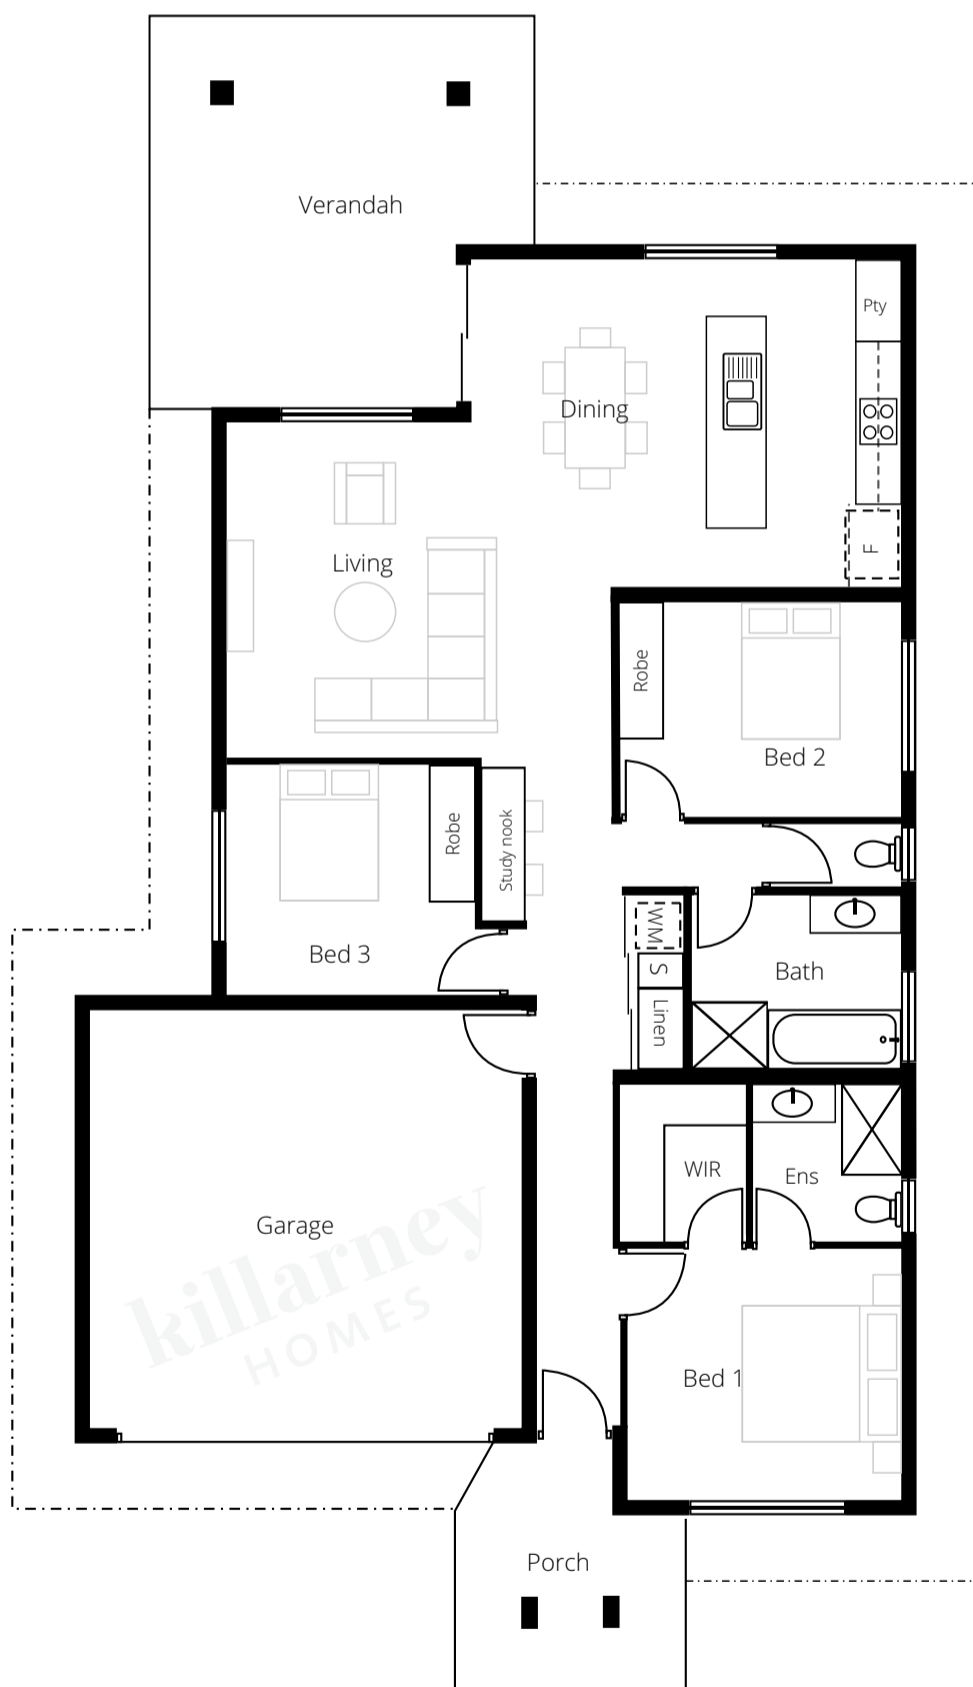 Verandah
Pty
Dining
F
Living
Robe
Bed 2
Robe
Study nook
Bed 3
WM
S
Linen
Bath
WIR
Ens
Garage
killarney
HOMES
Bed 1
Porch